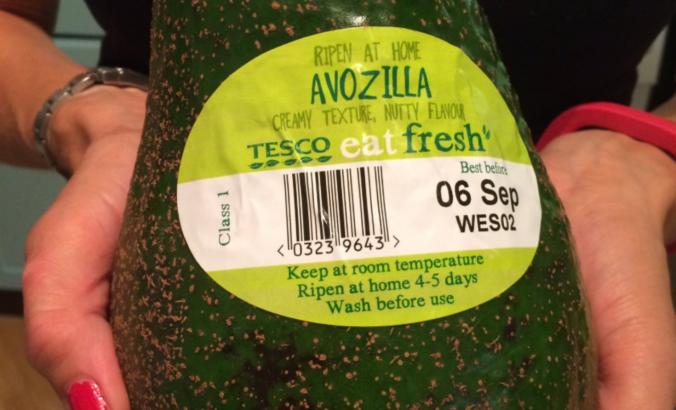 RIPEN AT HOME
AVOZILLA
CREAMY TEXTURE, NUTTY FLAVOUR
TESCO eat fresh
Best before
06 Sep
WES02
Class 1
<0323 9643>
Keep at room temperature
Ripen at home 4-5 days
Wash before use